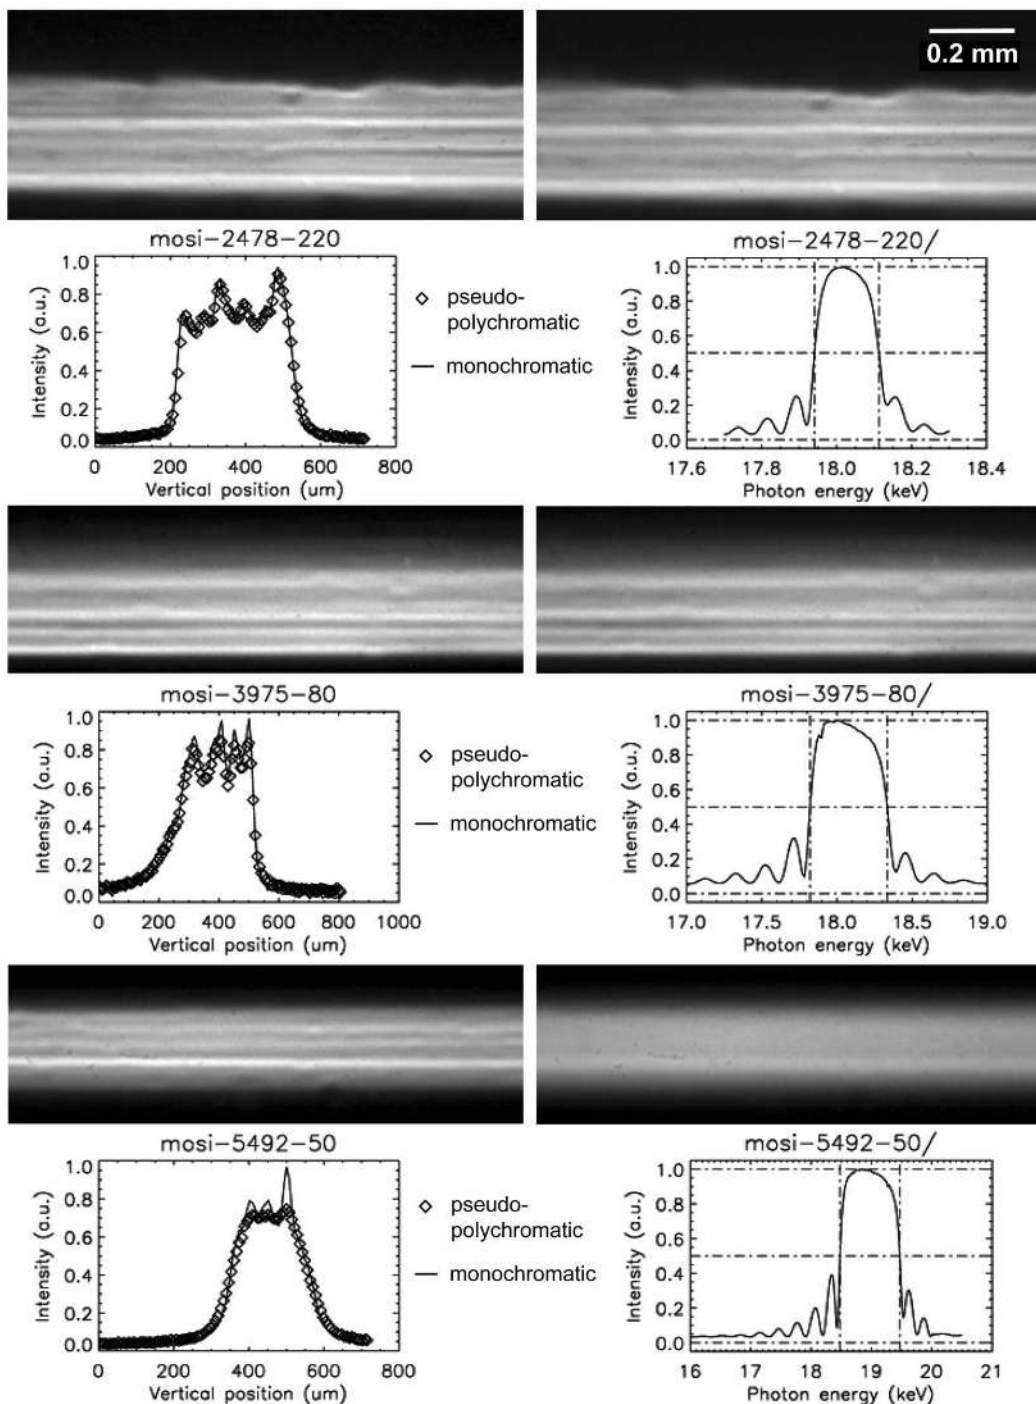 0.2 mm
mosi-2478-220
1.0
0.8
0.6
0.4
0.2
0.0
Intensity (a.u.)
0 200 400 600 800
Vertical position (um)
pseudo-
polychromatic
monochromatic
mosi-2478-220/
1.0
0.8
0.6
0.4
0.2
0.0
Intensity (a.u.)
17.6 17.8 18.0 18.2 18.4
Photon energy (keV)
mosi-3975-80
1.0
0.8
0.6
0.4
0.2
0.0
Intensity (a.u.)
0 200 400 600 800 1000
Vertical position (um)
pseudo-
polychromatic
monochromatic
mosi-3975-80/
1.0
0.8
0.6
0.4
0.2
0.0
Intensity (a.u.)
17.0 17.5 18.0 18.5 19.0
Photon energy (keV)
mosi-5492-50
1.0
0.8
0.6
0.4
0.2
0.0
Intensity (a.u.)
0 200 400 600 800
Vertical position (um)
pseudo-
polychromatic
monochromatic
mosi-5492-50/
1.0
0.8
0.6
0.4
0.2
0.0
Intensity (a.u.)
16 17 18 19 20 21
Photon energy (keV)